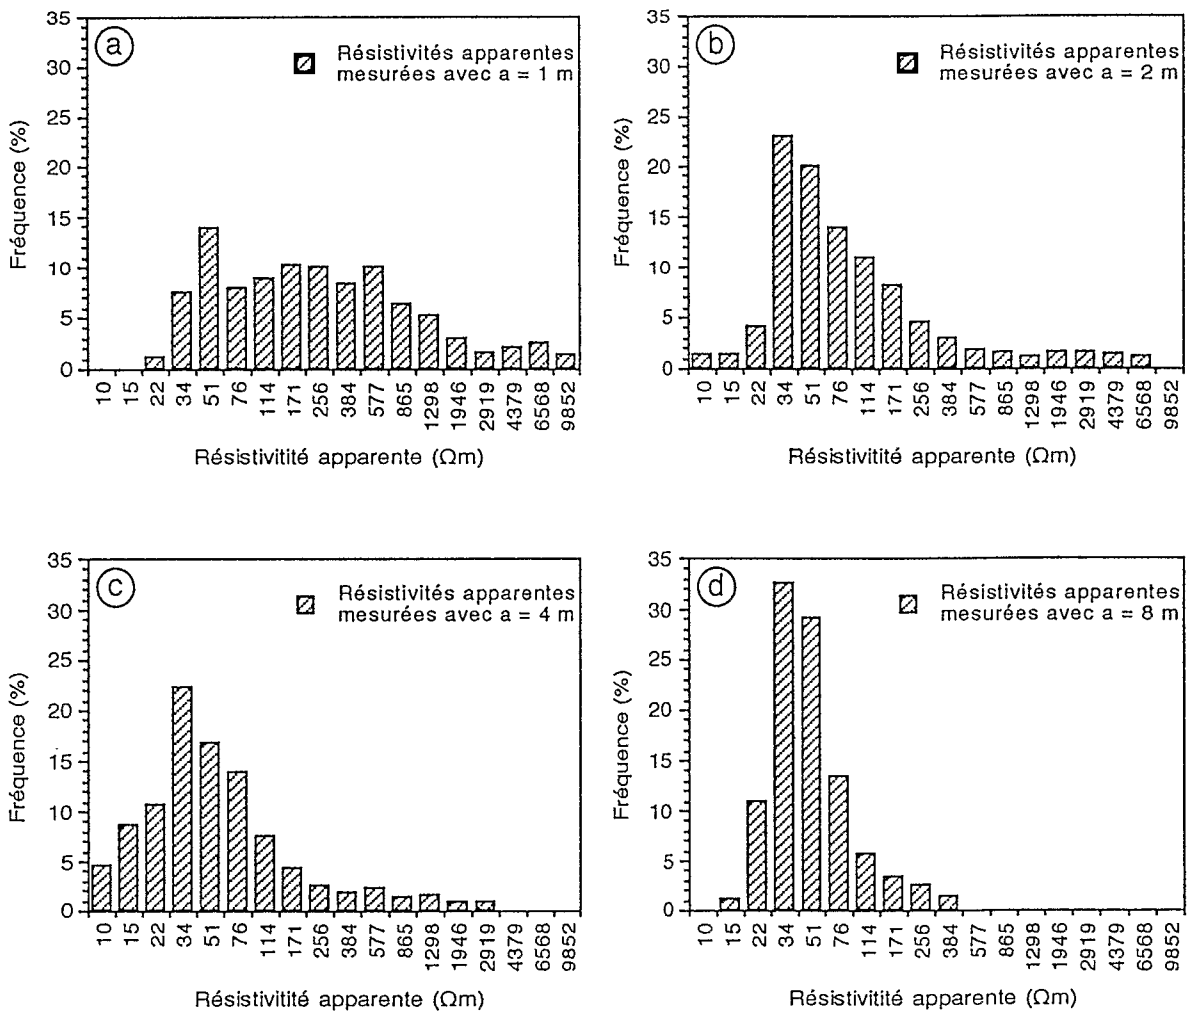 a
Résistivités apparentes
mesurées avec a = 1 m
Fréquence (%)
35
30
25
20
15
10
5
0
10 15 22 34 51 76 114 171 256 384 577 865 1298 1946 2919 4379 6568 9852
Résistivitité apparente (Ωm)
b
Résistivités apparentes
mesurées avec a = 2 m
Fréquence (%)
35
30
25
20
15
10
5
0
10 15 22 34 51 76 114 171 256 384 577 865 1298 1946 2919 4379 6568 9852
Résistivitité apparente (Ωm)
c
Résistivités apparentes
mesurées avec a = 4 m
Fréquence (%)
35
30
25
20
15
10
5
0
10 15 22 34 51 76 114 171 256 384 577 865 1298 1946 2919 4379 6568 9852
Résistivitité apparente (Ωm)
d
Résistivités apparentes
mesurées avec a = 8 m
Fréquence (%)
35
30
25
20
15
10
5
0
10 15 22 34 51 76 114 171 256 384 577 865 1298 1946 2919 4379 6568 9852
Résistivitité apparente (Ωm)